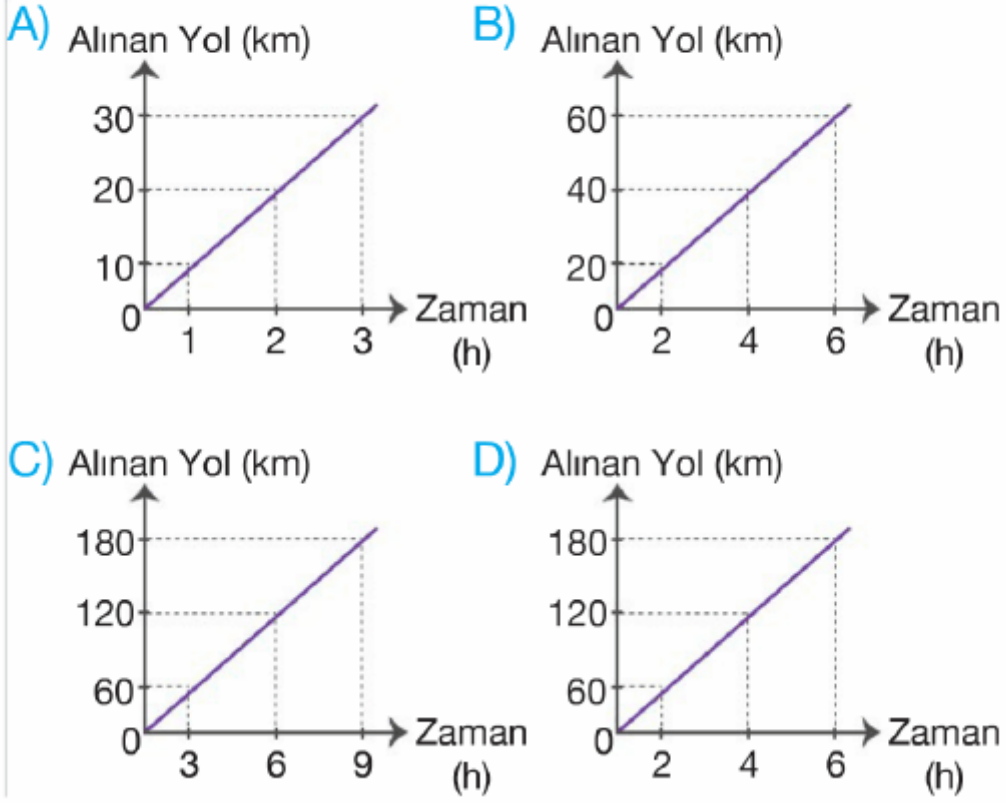 A) Alınan Yol (km)
30
20
10
0
1 2 3
Zaman
(h)
B) Alınan Yol (km)
60
40
20
0
2 4 6
Zaman
(h)
C) Alınan Yol (km)
180
120
60
0
3 6 9
Zaman
(h)
D) Alınan Yol (km)
180
120
60
0
2 4 6
Zaman
(h)